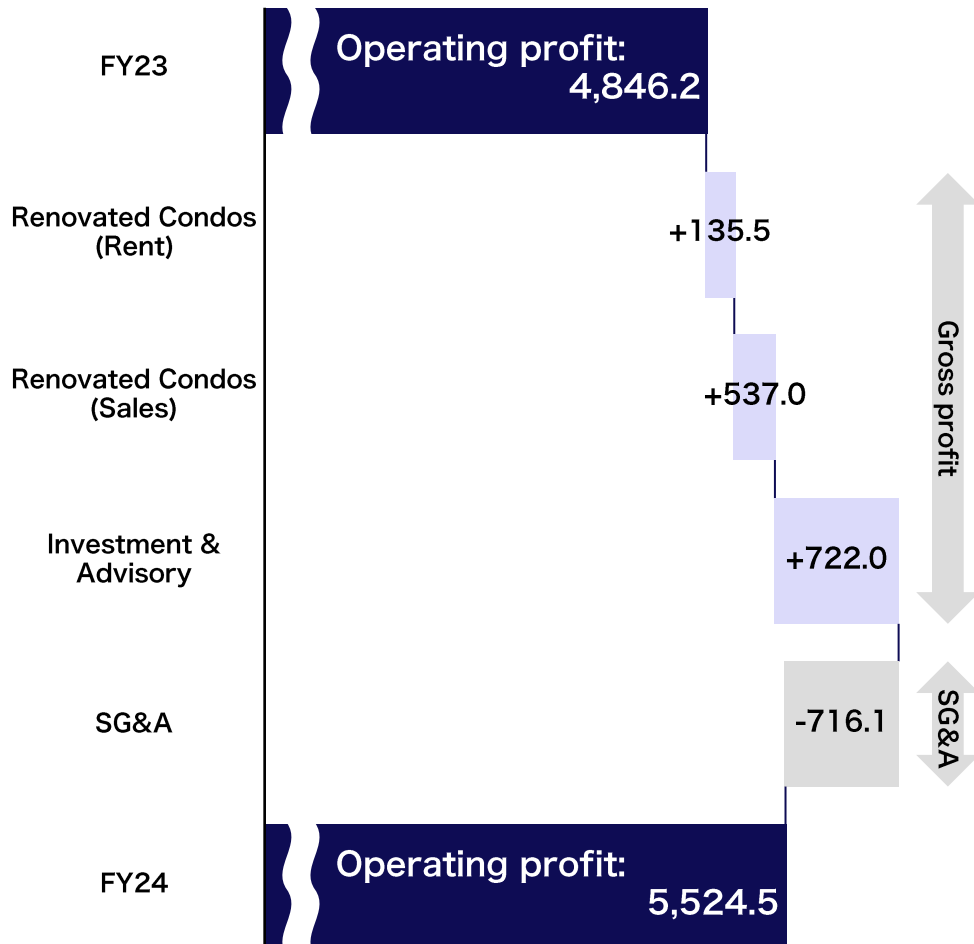 FY23
Operating profit:
4,846.2
Renovated Condos
(Rent)
+135.5
Renovated Condos
(Sales)
+537.0
Gross profit
Investment &
Advisory
+722.0
SG&A
-716.1
SG&A
FY24
Operating profit:
5,524.5